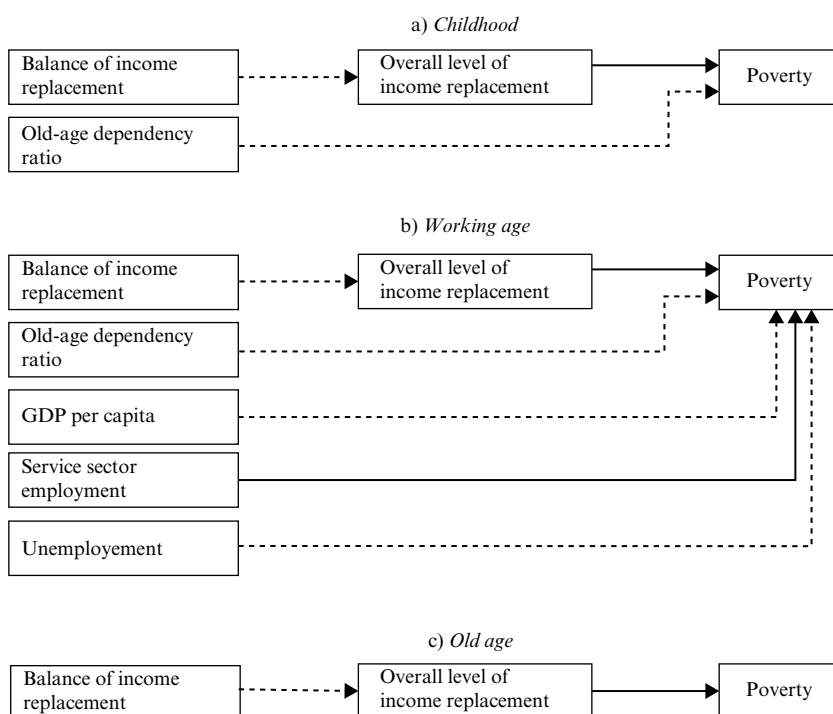 a) Childhood
Balance of income
replacement
Overall level of
income replacement
Poverty
Old-age dependency
ratio
b) Working age
Balance of income
replacement
Overall level of
income replacement
Poverty
Old-age dependency
ratio
GDP per capita
Service sector
employment
Unemployement
c) Old age
Balance of income
replacement
Overall level of
income replacement
Poverty